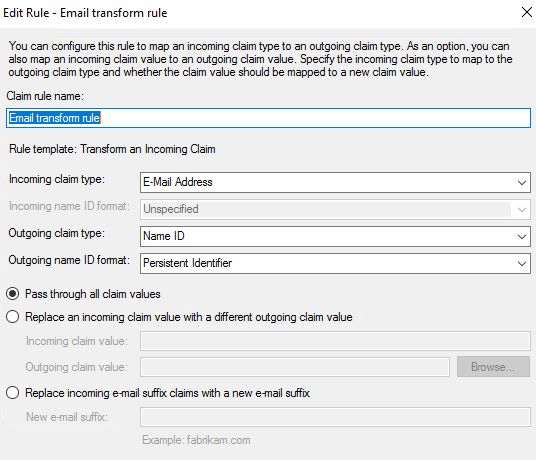 Edit Rule - Email transform rule
You can configure this rule to map an incoming claim type to an outgoing claim type. As an option, you can
also map an incoming claim value to an outgoing claim value. Specify the incoming claim type to map to the
outgoing claim type and whether the claim value should be mapped to a new claim value.
Claim rule name:
Email transform rule
Rule template: Transform an Incoming Claim
Incoming claim type: E-Mail Address
Incoming name ID format: Unspecified
Outgoing claim type: Name ID
Outgoing name ID format: Persistent Identifier
Pass through all claim values
Replace an incoming claim value with a different outgoing claim value
Incoming claim value:
Outgoing claim value: Browse...
Replace incoming e-mail suffix claims with a new e-mail suffix
New e-mail suffix:
Example: fabrikam.com